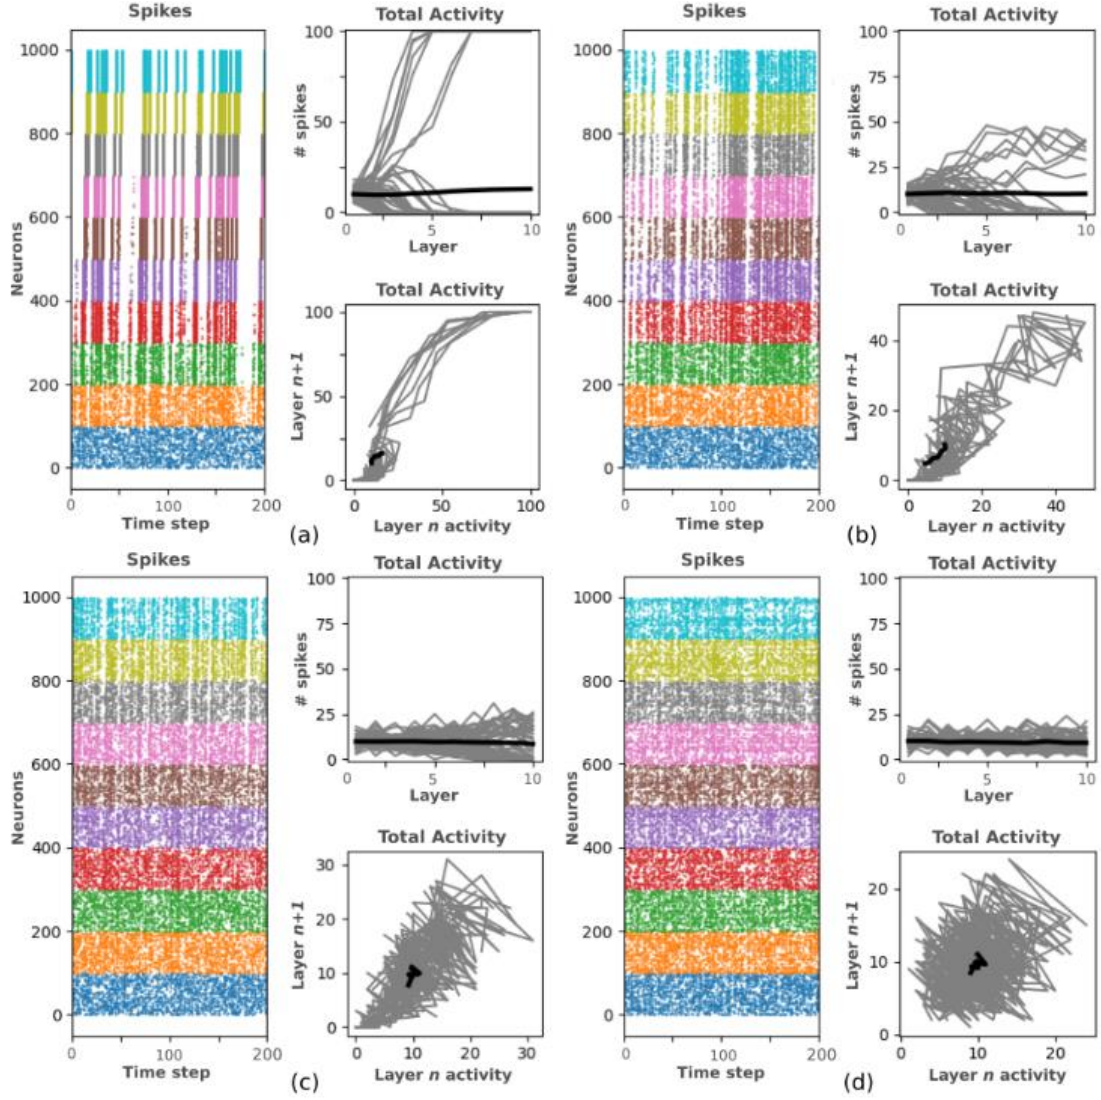 Spikes
Neurons
1000
800
600
400
200
0
0 100 200
Time step
Total Activity
# spikes
100
50
0
0 5 10
Layer
Total Activity
Layer n+1
100
50
0
0 50 100
Layer n activity
(a)
Spikes
Neurons
1000
800
600
400
200
0
0 100 200
Time step
Total Activity
# spikes
100
75
50
25
0
0 5 10
Layer
Total Activity
Layer n+1
40
20
0
0 20 40
Layer n activity
(b)
Spikes
Neurons
1000
800
600
400
200
0
0 100 200
Time step
Total Activity
# spikes
100
75
50
25
0
0 5 10
Layer
Total Activity
Layer n+1
30
20
10
0
0 10 20 30
Layer n activity
(c)
Spikes
Neurons
1000
800
600
400
200
0
0 100 200
Time step
Total Activity
# spikes
100
75
50
25
0
0 5 10
Layer
Total Activity
Layer n+1
20
10
0
0 10 20
Layer n activity
(d)